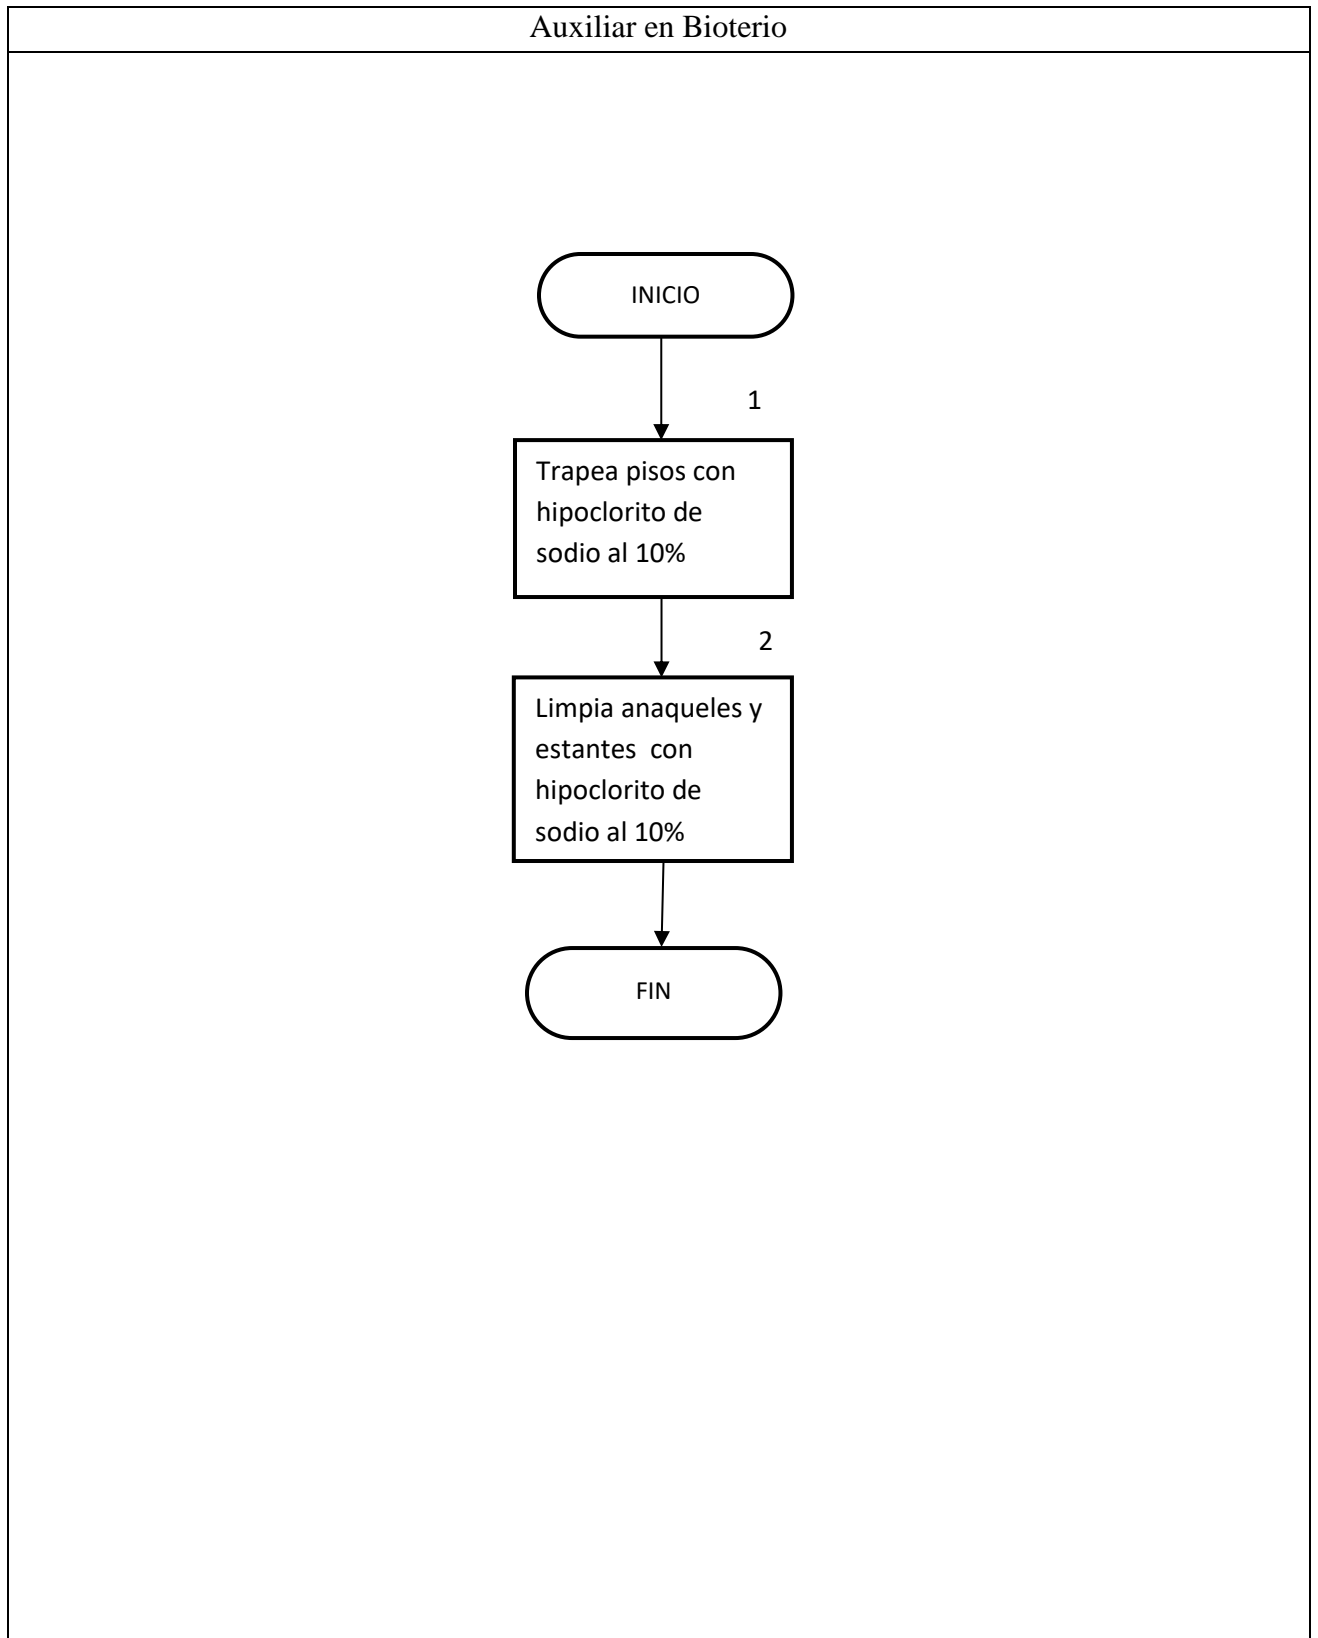 Auxiliar en Bioterio
INICIO
1
Trapea pisos con
hipoclorito de
sodio al 10%
2
Limpia anaqueles y
estantes  con
hipoclorito de
sodio al 10%
FIN